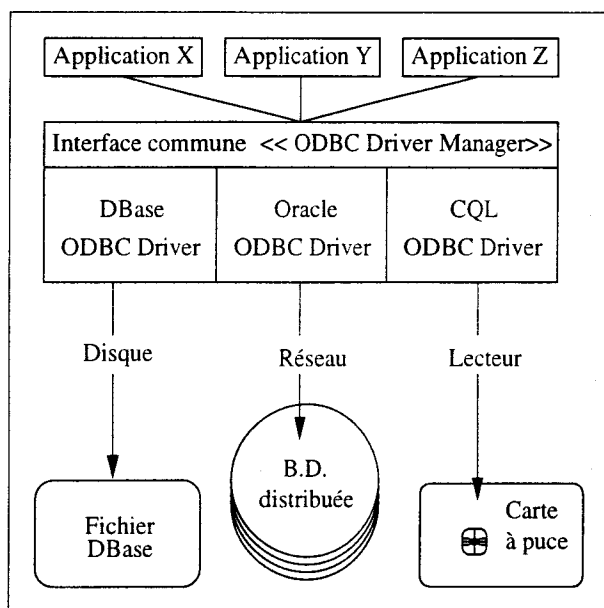 Application X
Application Y
Application Z
Interface commune << ODBC Driver Manager>>
DBase
ODBC Driver
Oracle
ODBC Driver
CQL
ODBC Driver
Disque
Réseau
Lecteur
Fichier
DBase
B.D.
distribuée
Carte
à puce